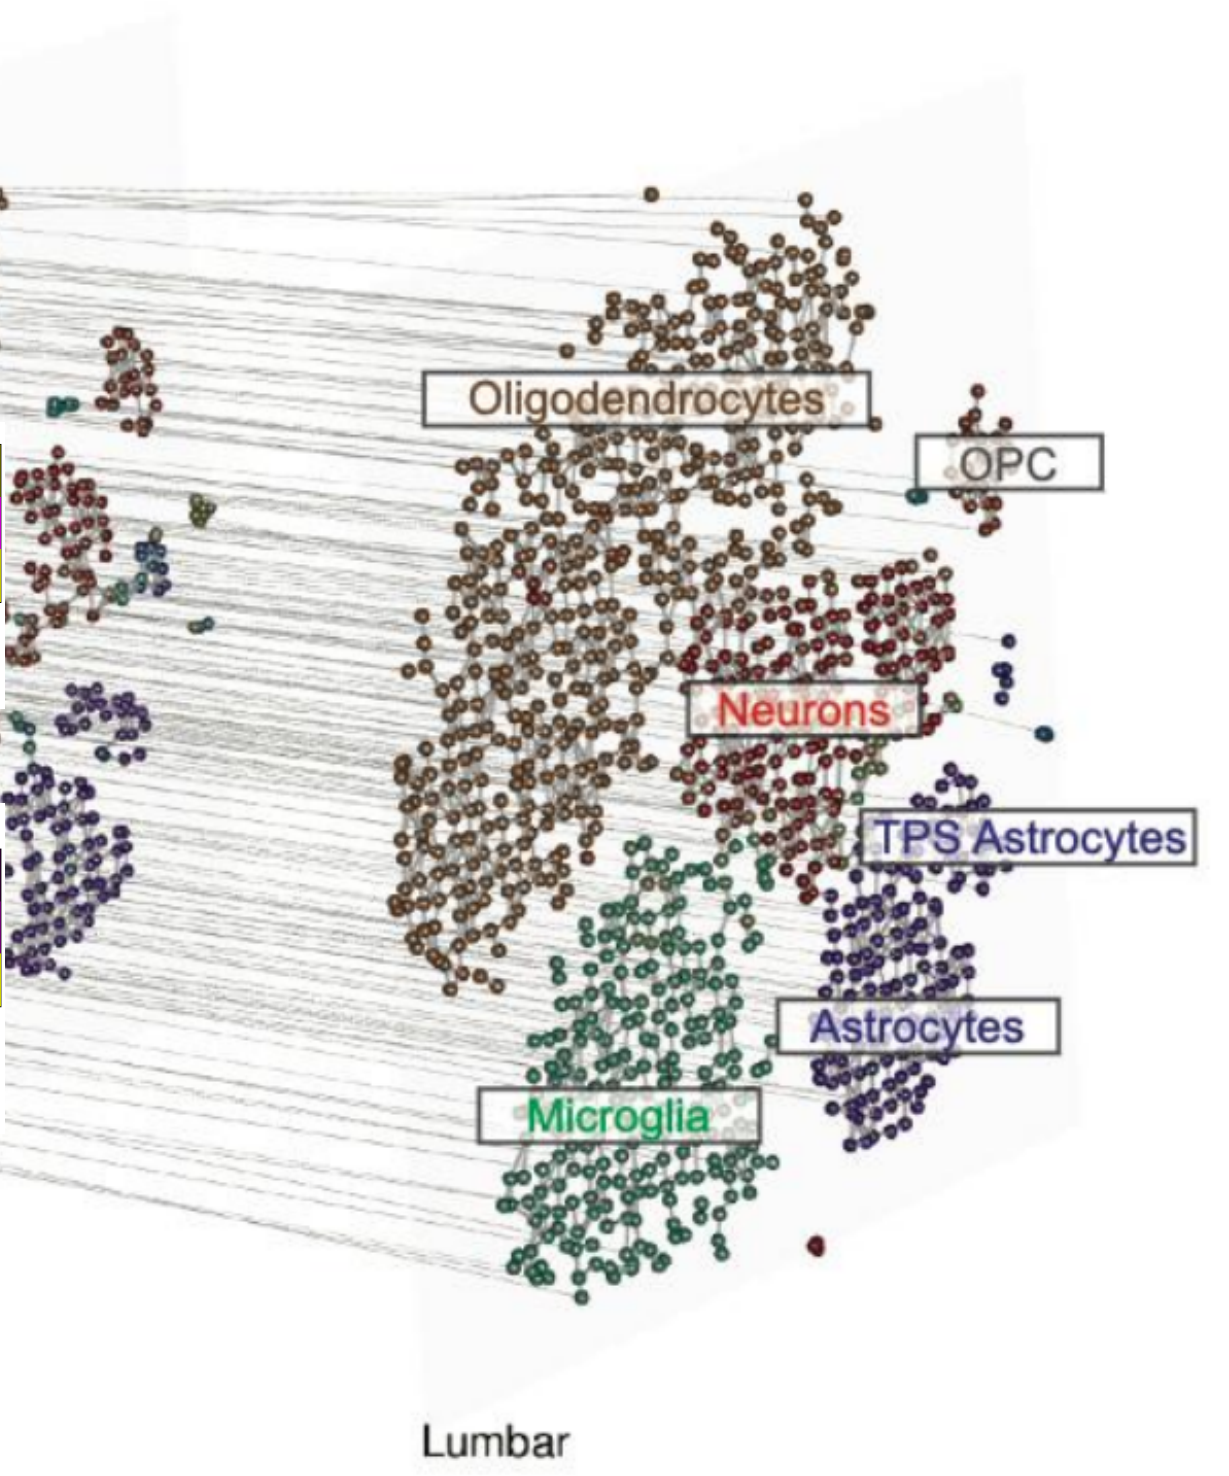 Oligodendrocytes
OPC
Neurons
TPS Astrocytes
Astrocytes
Microglia
Lumbar